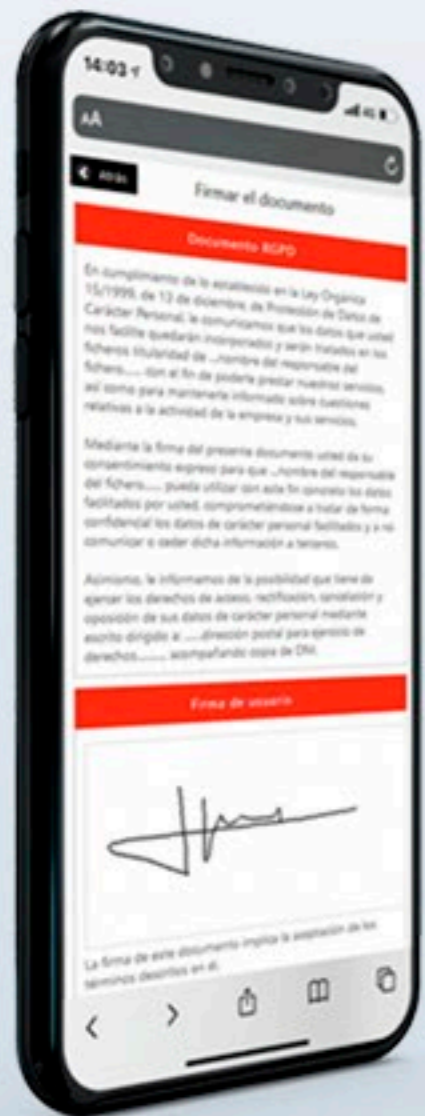 14:03
4G
AA
Atrás
Firmar el documento
Documento RGPD
En cumplimiento de lo establecido en la Ley Orgánica
15/1999, de 13 de diciembre, de Protección de Datos de
Carácter Personal, le comunicamos que los datos que usted
nos facilite quedarán incorporados y serán tratados en los
ficheros titularidad de ...nombre del responsable del
fichero...... con el fin de poderle prestar nuestros servicios,
así como para mantenerle informado sobre cuestiones
relativas a la actividad de la empresa y sus servicios.
Mediante la firma del presente documento usted da su
consentimiento expreso para que ...nombre del responsable
del fichero...... pueda utilizar con este fin concreto los datos
facilitados por usted, comprometiéndose a tratar de forma
confidencial los datos de carácter personal facilitados y a no
comunicar o ceder dicha información a terceros.
Asimismo, le informamos de la posibilidad que tiene de
ejercer los derechos de acceso, rectificación, cancelación y
oposición de sus datos de carácter personal mediante
escrito dirigido a: ......dirección postal para ejercicio de
derechos......... acompañando copia de DNI.
Firma de usuario
La firma de este documento implica la aceptación de los
términos descritos en él.